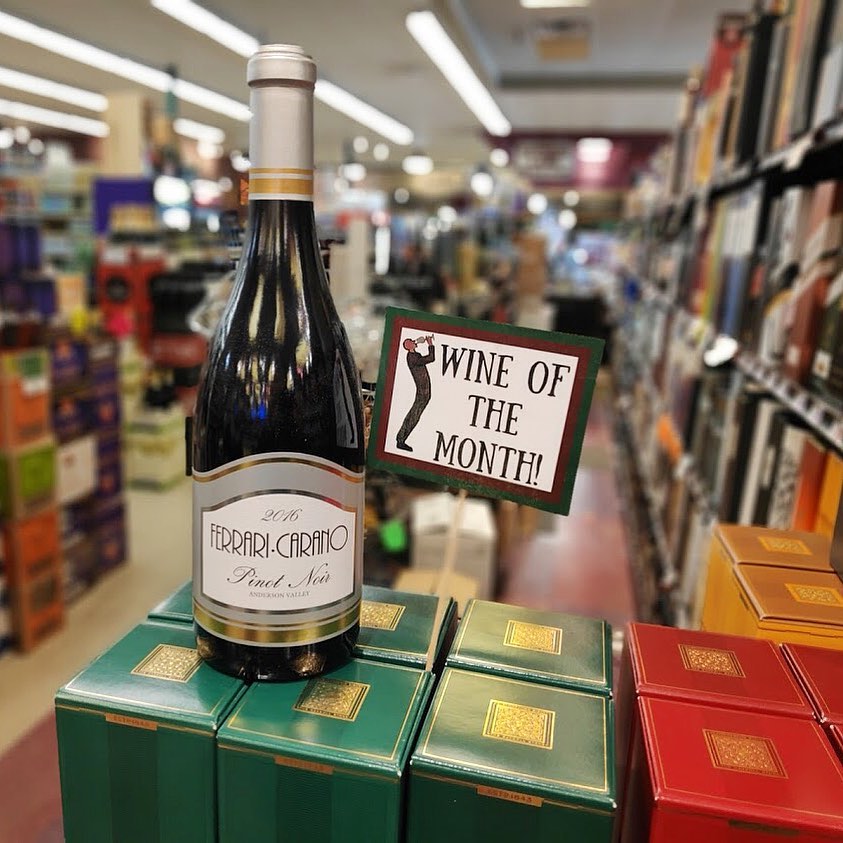 2016
FERRARI-CARANO
Pinot Noir
ANDERSON VALLEY
WINE OF
THE
MONTH!